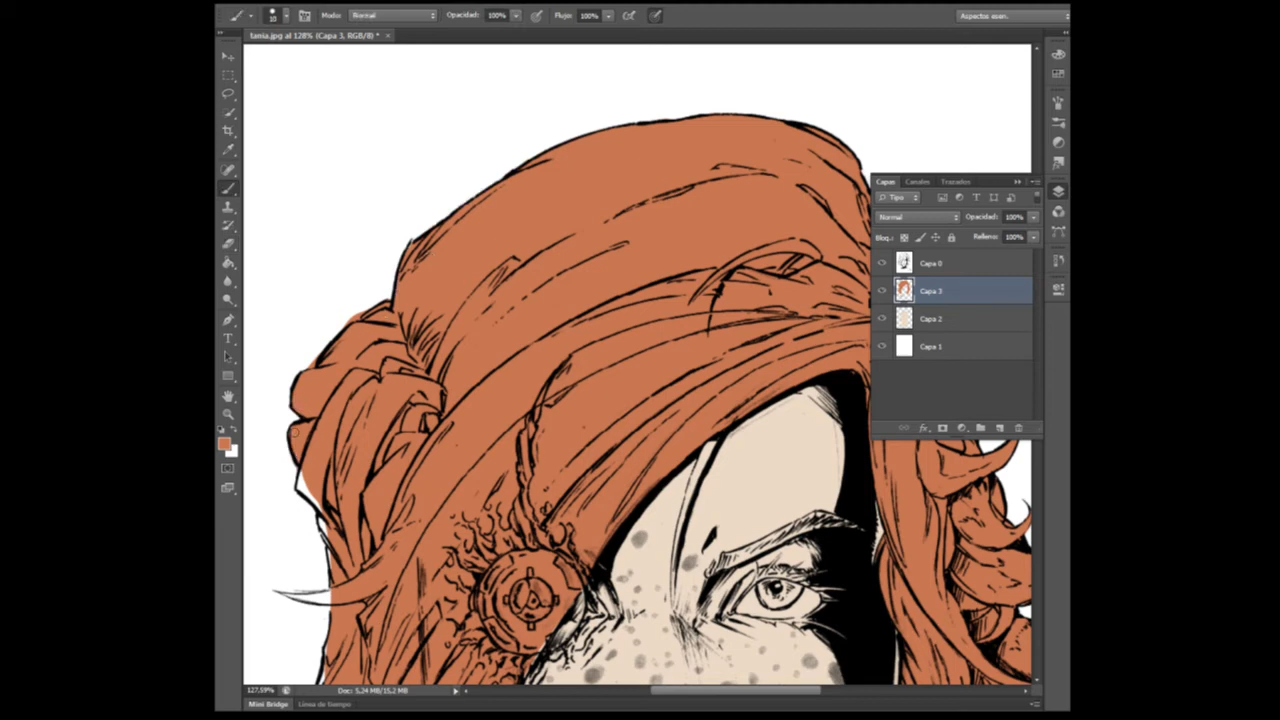 10 Modo: Normal Opacidad: 100% Flujo: 100% Aspectos esen.
tania.jpg al 128% (Capa 3, RGB/8) *
Capas Canales Trazados
Tipo
Normal Opacidad: 100%
Bloq.: Relleno: 100%
Capa 0
Capa 3
Capa 2
Capa 1
127,59% Doc: 5,24 MB/15,2 MB
Mini Bridge Línea de tiempo